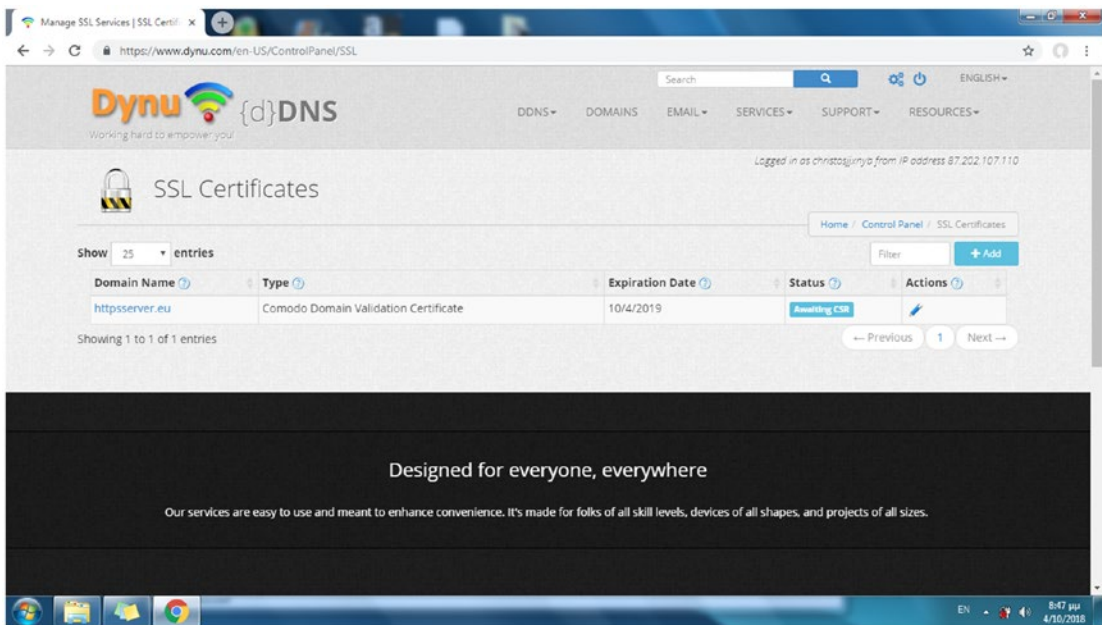 Manage SSL Services | SSL Certifi
https://www.dynu.com/en-US/ControlPanel/SSL
Search
ENGLISH
Dynu {d}DNS
Working hard to empower you!
DDNS DOMAINS EMAIL SERVICES SUPPORT RESOURCES
Logged in as christosjjxnyb from IP address 87.202.107.110
SSL Certificates
Home / Control Panel / SSL Certificates
Show 25 entries Filter + Add
Domain Name Type Expiration Date Status Actions
httpsserver.eu Comodo Domain Validation Certificate 10/4/2019 Awaiting CSR
Showing 1 to 1 of 1 entries ← Previous 1 Next →
Designed for everyone, everywhere
Our services are easy to use and meant to enhance convenience. It's made for folks of all skill levels, devices of all shapes, and projects of all sizes.
EN 8:47 μμ
4/10/2018